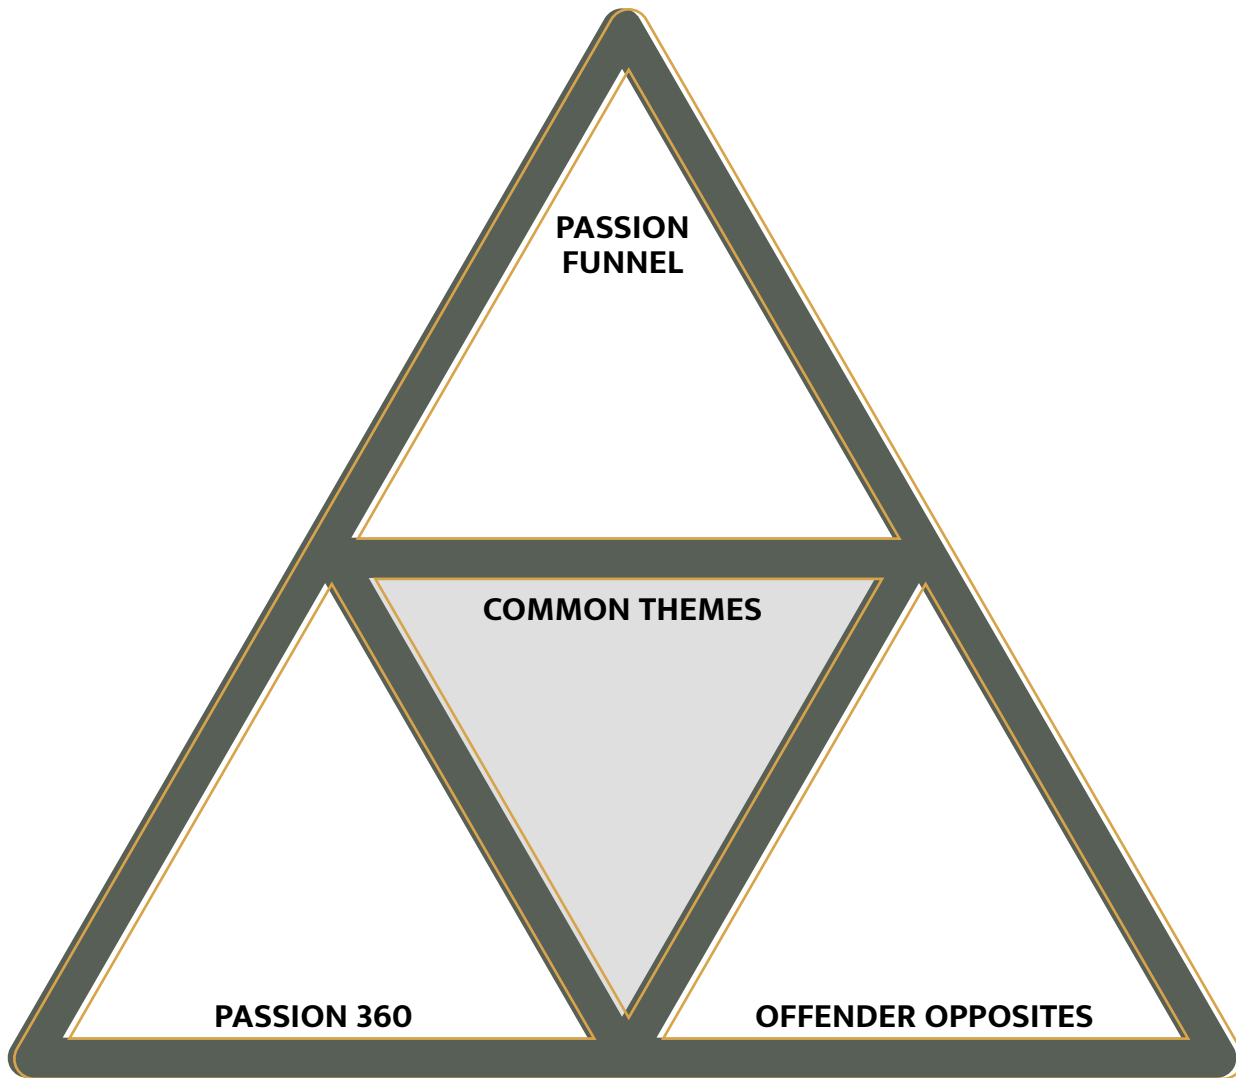 PASSION
FUNNEL
COMMON THEMES
PASSION 360
OFFENDER OPPOSITES